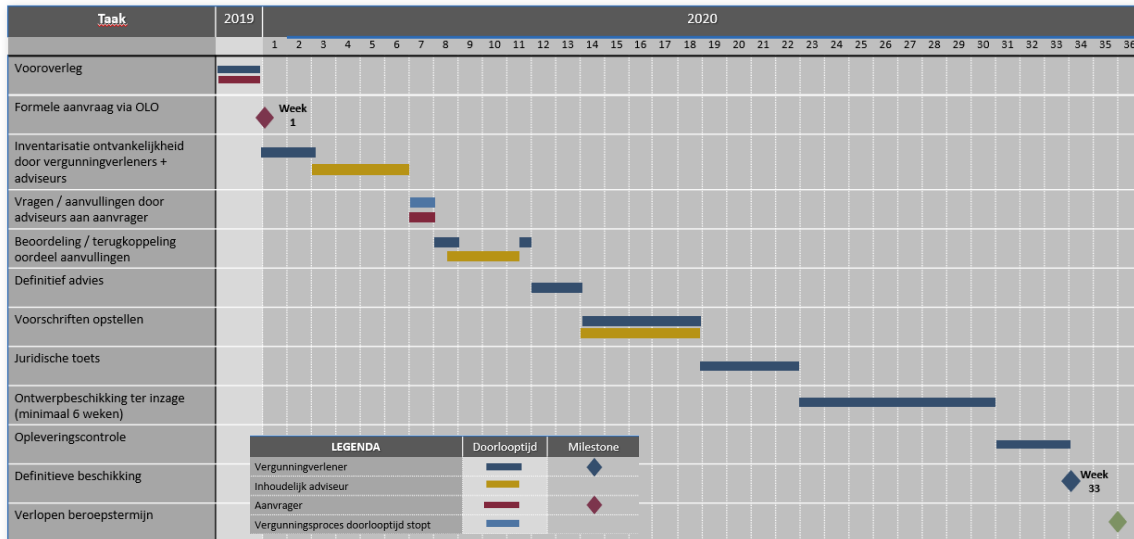 Taak 2019 2020
1 2 3 4 5 6 7 8 9 10 11 12 13 14 15 16 17 18 19 20 21 22 23 24 25 26 27 28 29 30 31 32 33 34 35 36
Vooroverleg
Formele aanvraag via OLO
Week
1
Inventarisatie ontvankelijkheid
door vergunningverleners +
adviseurs
Vragen / aanvullingen door
adviseurs aan aanvrager
Beoordeling / terugkoppeling
oordeel aanvullingen
Definitief advies
Voorschriften opstellen
Juridische toets
Ontwerpbeschikking ter inzage
(minimaal 6 weken)
Opleveringscontrole
Definitieve beschikking
Week
33
Verlopen beroepstermijn
LEGENDA Doorlooptijd Milestone
Vergunningverlener
Inhoudelijk adviseur
Aanvrager
Vergunningsproces doorlooptijd stopt